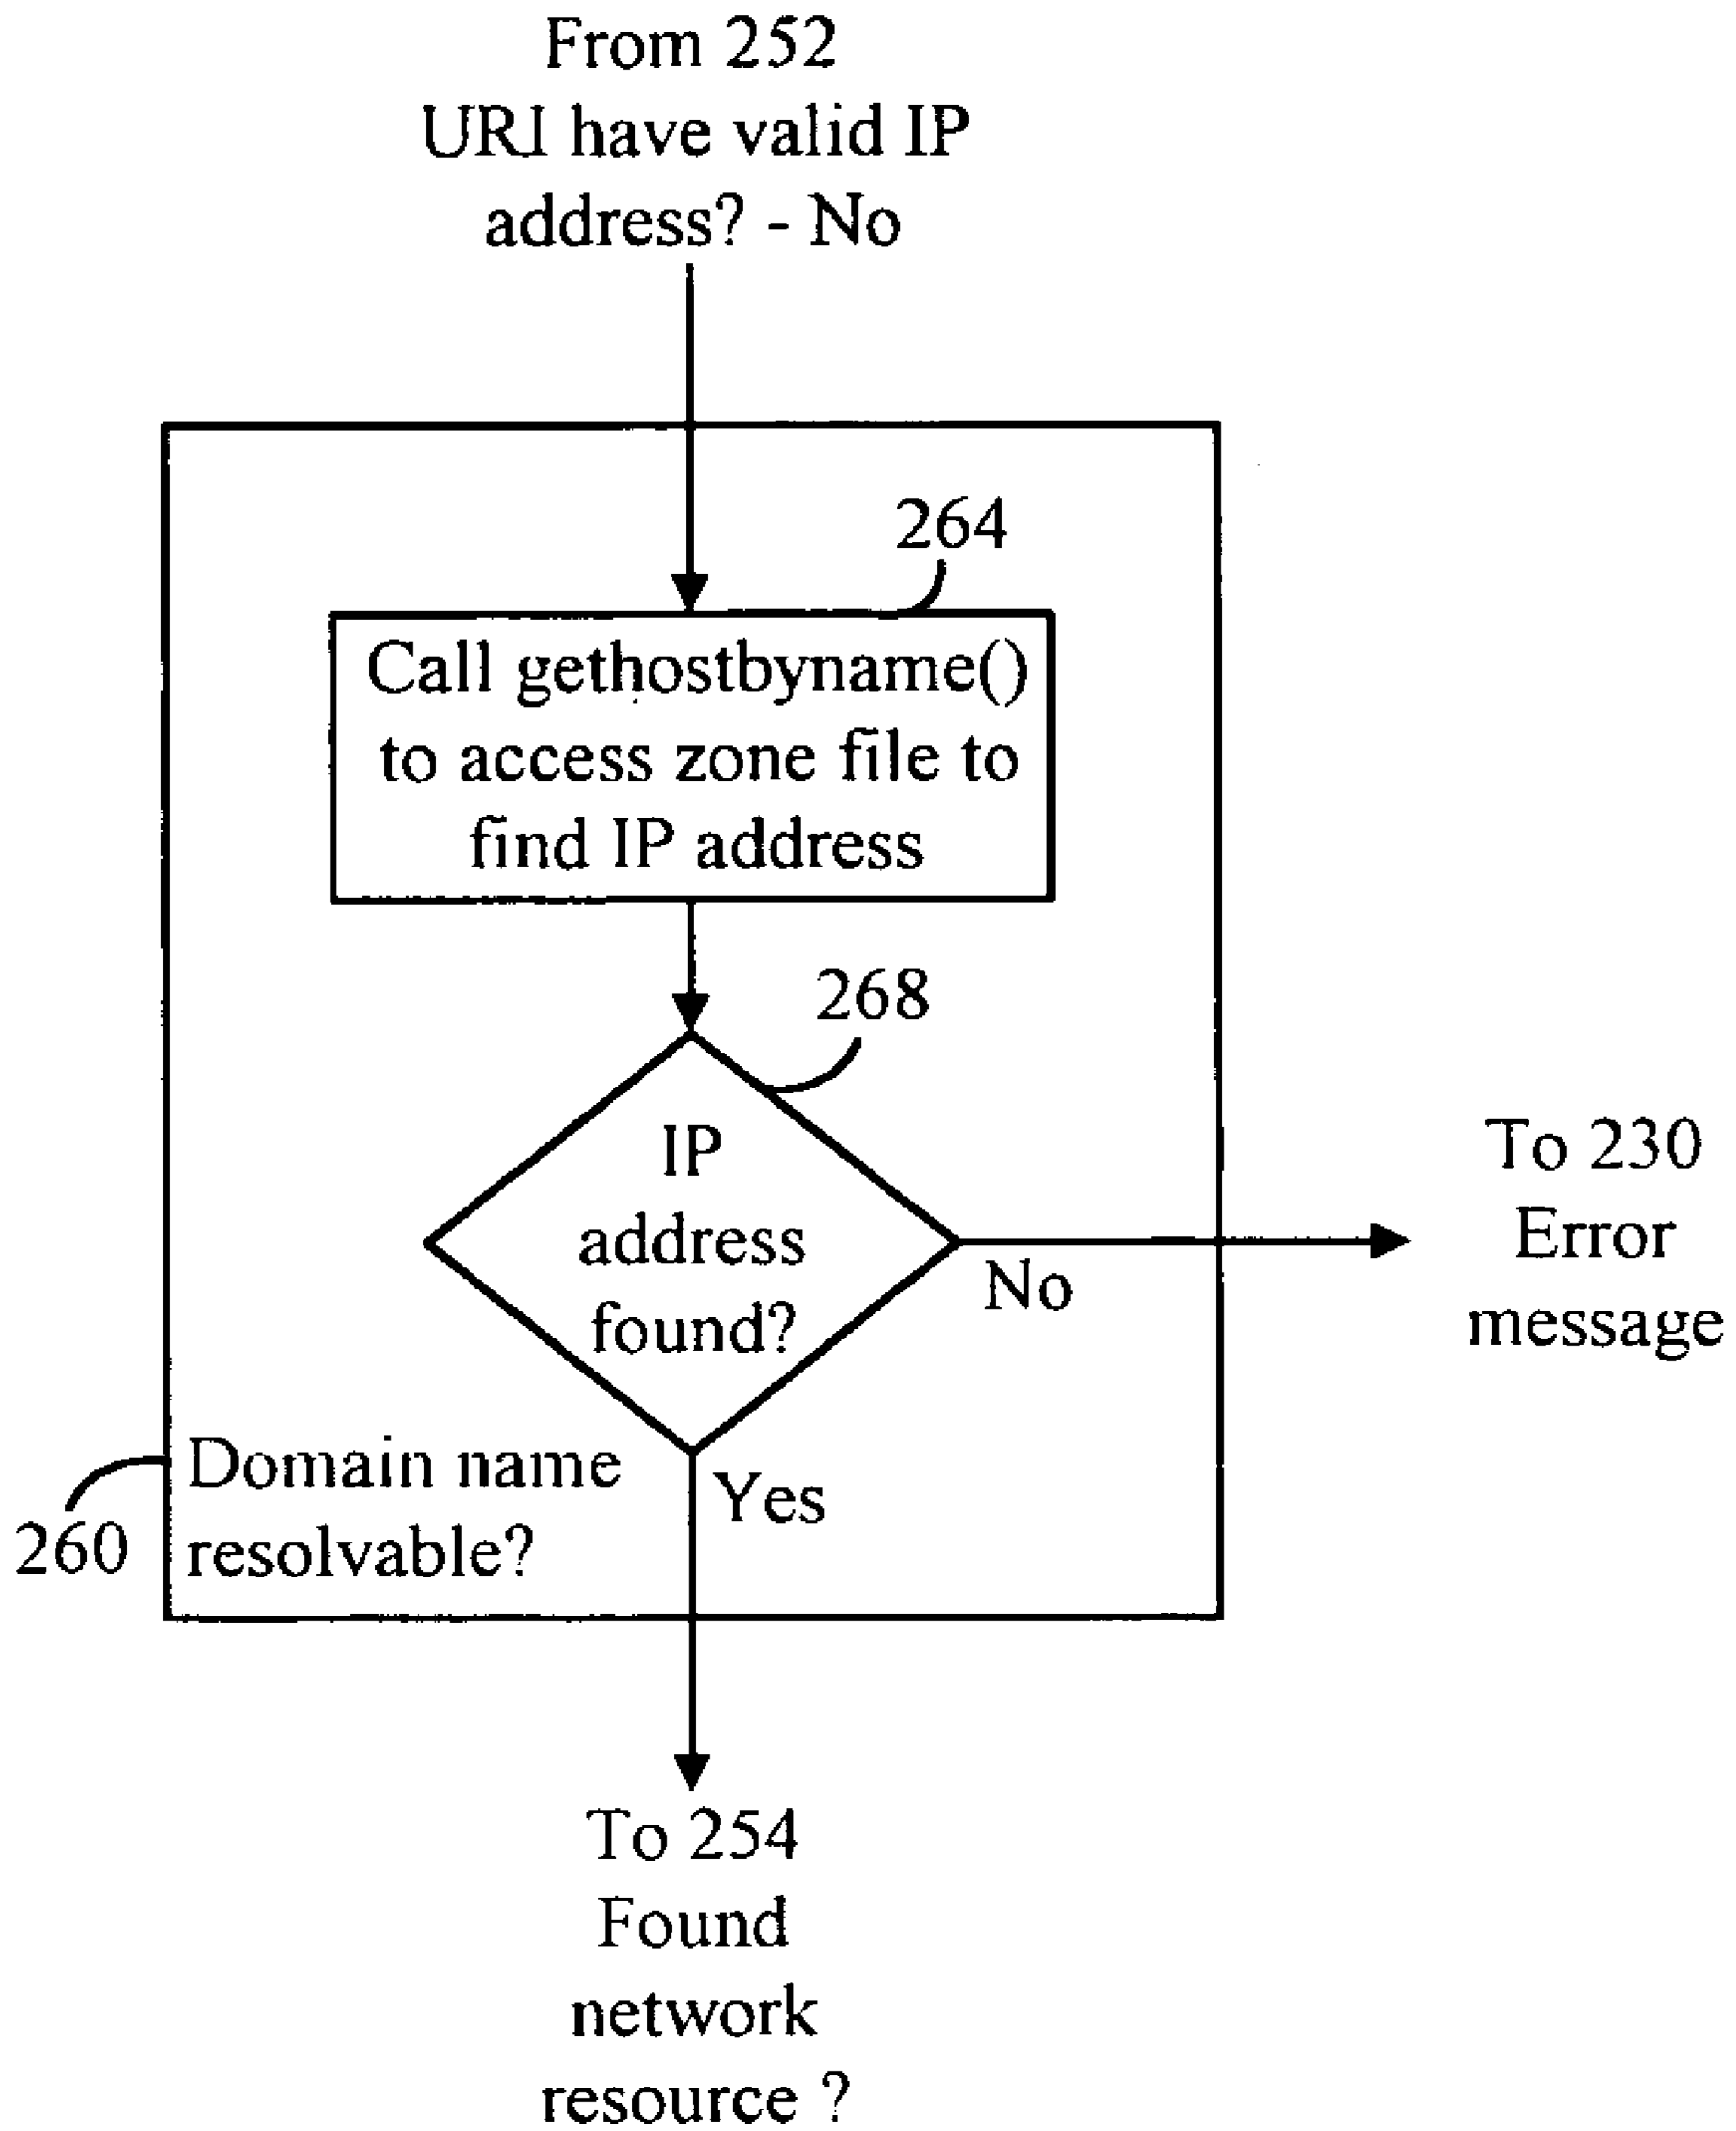 From 252
URI have valid IP
address? - No
264
Call gethostbyname()
to access zone file to
find IP address
268
IP
address
found?
No
To 230
Error
message
Yes
Domain name
resolvable?
260
To 254
Found
network
resource ?